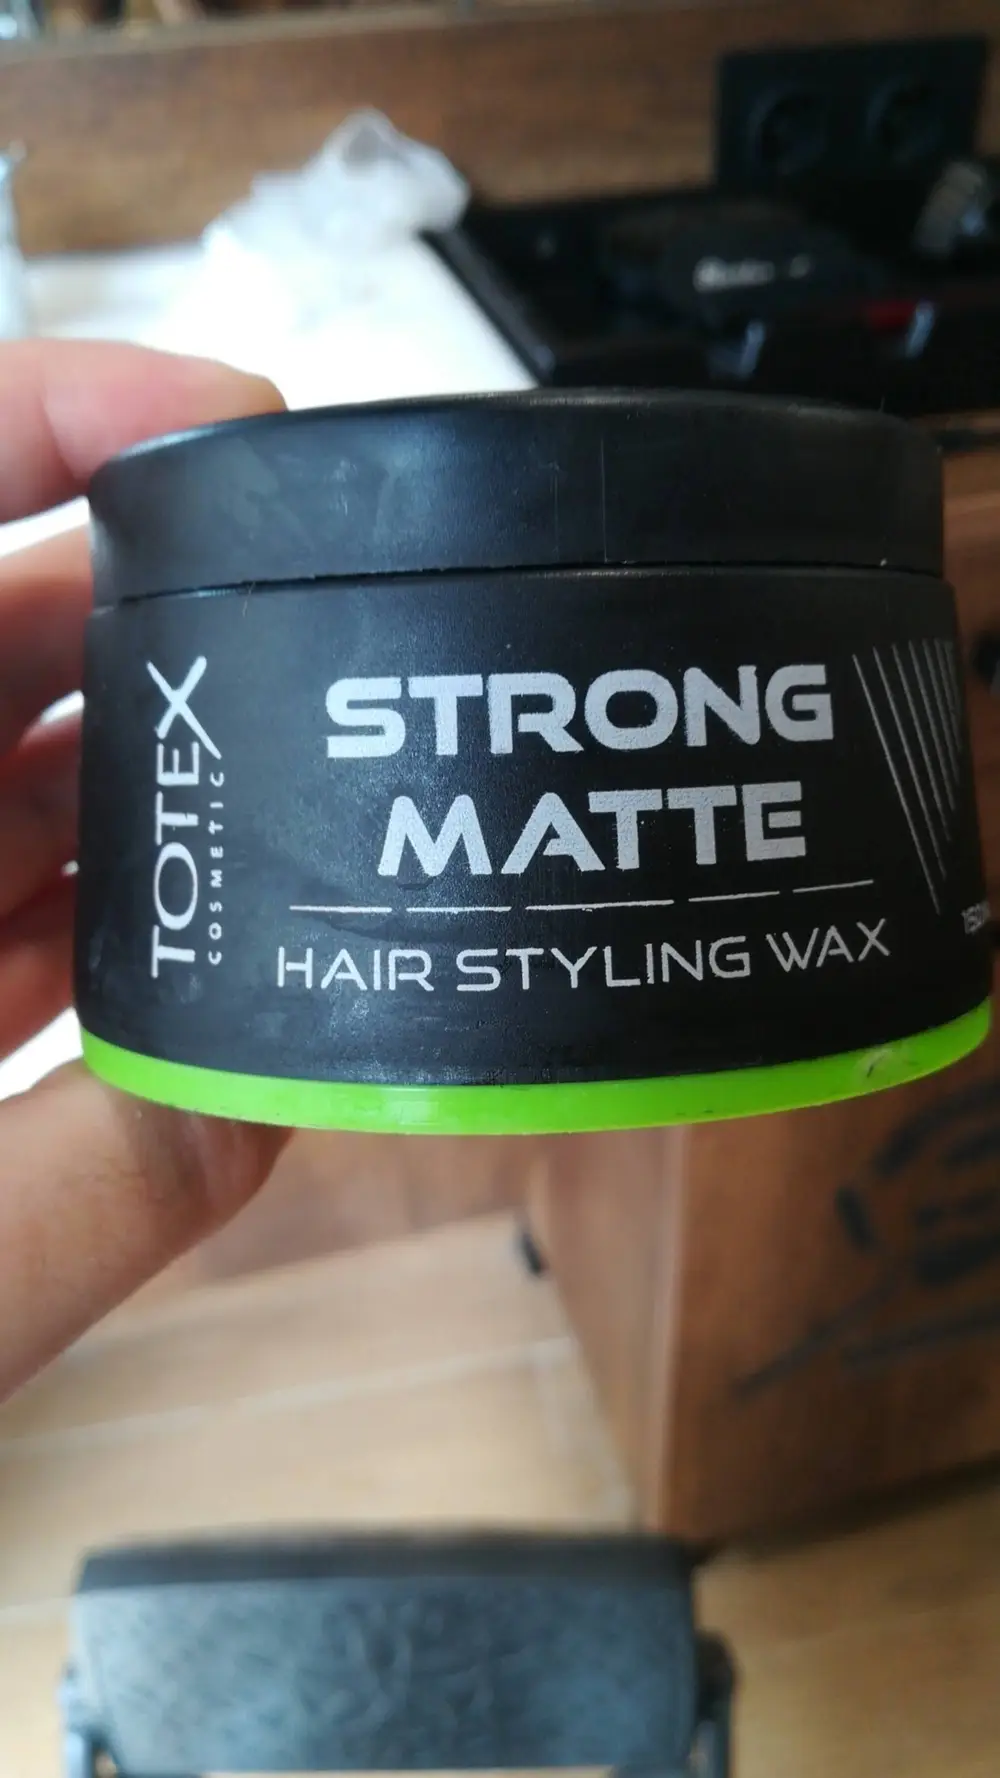 TOTEX
COSMETIC
STRONG
MATTE
HAIR STYLING WAX